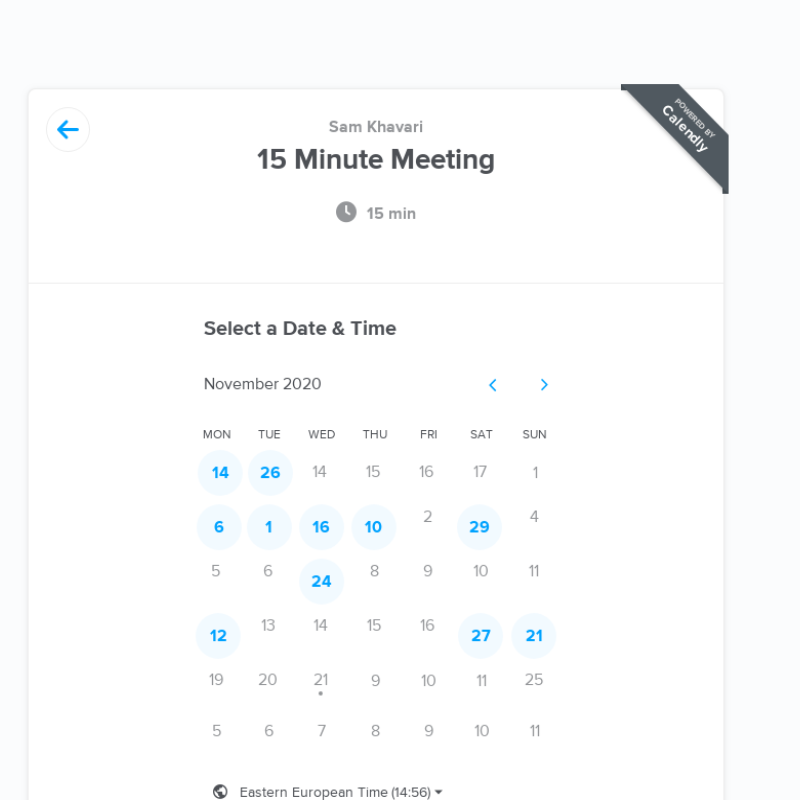 POWERED BY
Calendly
Sam Khavari
15 Minute Meeting
15 min
Select a Date & Time
November 2020
MON TUE WED THU FRI SAT SUN
14 26 14 15 16 17 1
6 1 16 10 2 29 4
5 6 24 8 9 10 11
12 13 14 15 16 27 21
19 20 21 9 10 11 25
5 6 7 8 9 10 11
Eastern European Time (14:56)